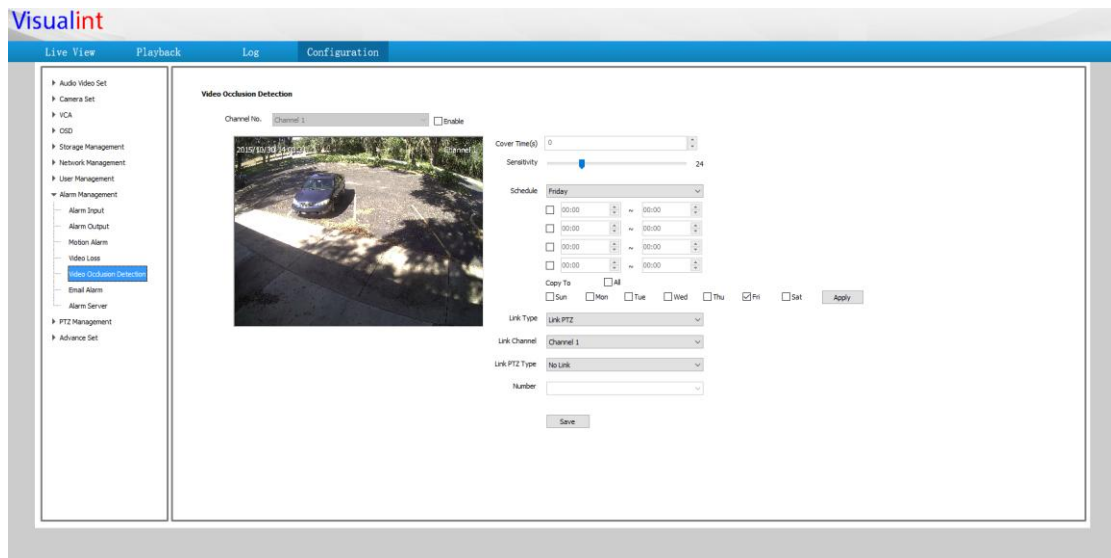 Visualint
Live View Playback Log Configuration
Audio Video Set
Camera Set
VCA
OSD
Storage Management
Network Management
User Management
Alarm Management
Alarm Input
Alarm Output
Motion Alarm
Video Loss
Video Occlusion Detection
Email Alarm
Alarm Server
PTZ Management
Advance Set
Video Occlusion Detection
Channel No. Channel 1 Enable
Channel 1
Cover Time(s) 0
Sensitivity 24
Schedule Friday
00:00 ~ 00:00
00:00 ~ 00:00
00:00 ~ 00:00
00:00 ~ 00:00
Copy To All
Sun Mon Tue Wed Thu Fri Sat Apply
Link Type Link PTZ
Link Channel Channel 1
Link PTZ Type No Link
Number
Save